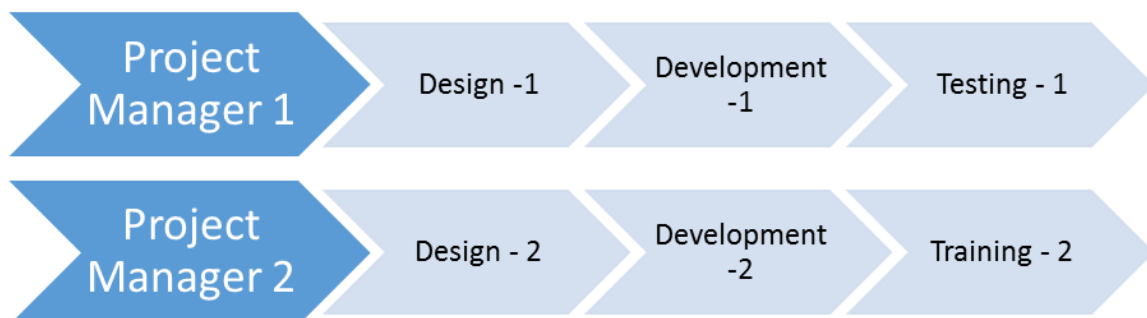 Project
Manager 1
Design -1
Development
-1
Testing - 1
Project
Manager 2
Design - 2
Development
-2
Training - 2